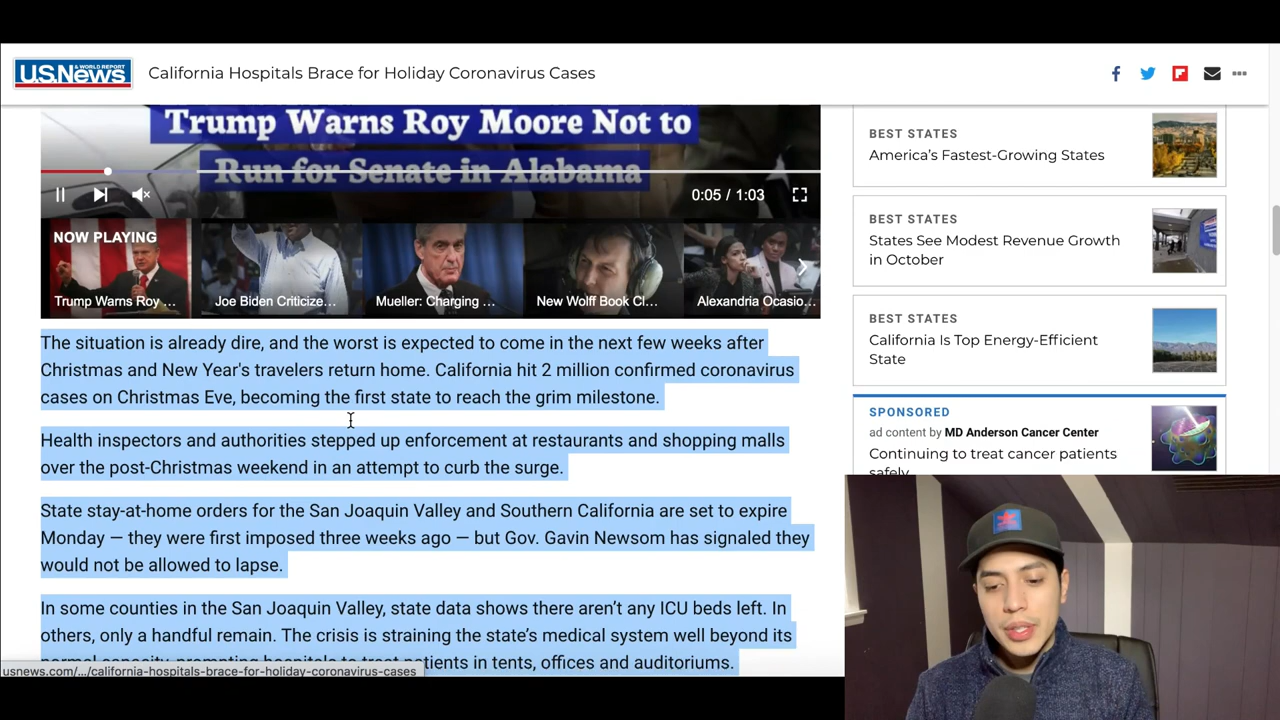 U.S.News
& WORLD REPORT
California Hospitals Brace for Holiday Coronavirus Cases
Trump Warns Roy Moore Not to
Run for Senate in Alabama
0:05 / 1:03
NOW PLAYING
Trump Warns Roy ...
Joe Biden Criticize...
Mueller: Charging ...
New Wolff Book Cl...
Alexandria Ocasio...
The situation is already dire, and the worst is expected to come in the next few weeks after
Christmas and New Year's travelers return home. California hit 2 million confirmed coronavirus
cases on Christmas Eve, becoming the first state to reach the grim milestone.
Health inspectors and authorities stepped up enforcement at restaurants and shopping malls
over the post-Christmas weekend in an attempt to curb the surge.
State stay-at-home orders for the San Joaquin Valley and Southern California are set to expire
Monday — they were first imposed three weeks ago — but Gov. Gavin Newsom has signaled they
would not be allowed to lapse.
In some counties in the San Joaquin Valley, state data shows there aren’t any ICU beds left. In
others, only a handful remain. The crisis is straining the state’s medical system well beyond its
normal capacity, prompting hospitals to treat patients in tents, offices and auditoriums.
usnews.com/.../california-hospitals-brace-for-holiday-coronavirus-cases
BEST STATES
America’s Fastest-Growing States
BEST STATES
States See Modest Revenue Growth
in October
BEST STATES
California Is Top Energy-Efficient
State
SPONSORED
ad content by MD Anderson Cancer Center
Continuing to treat cancer patients
safely